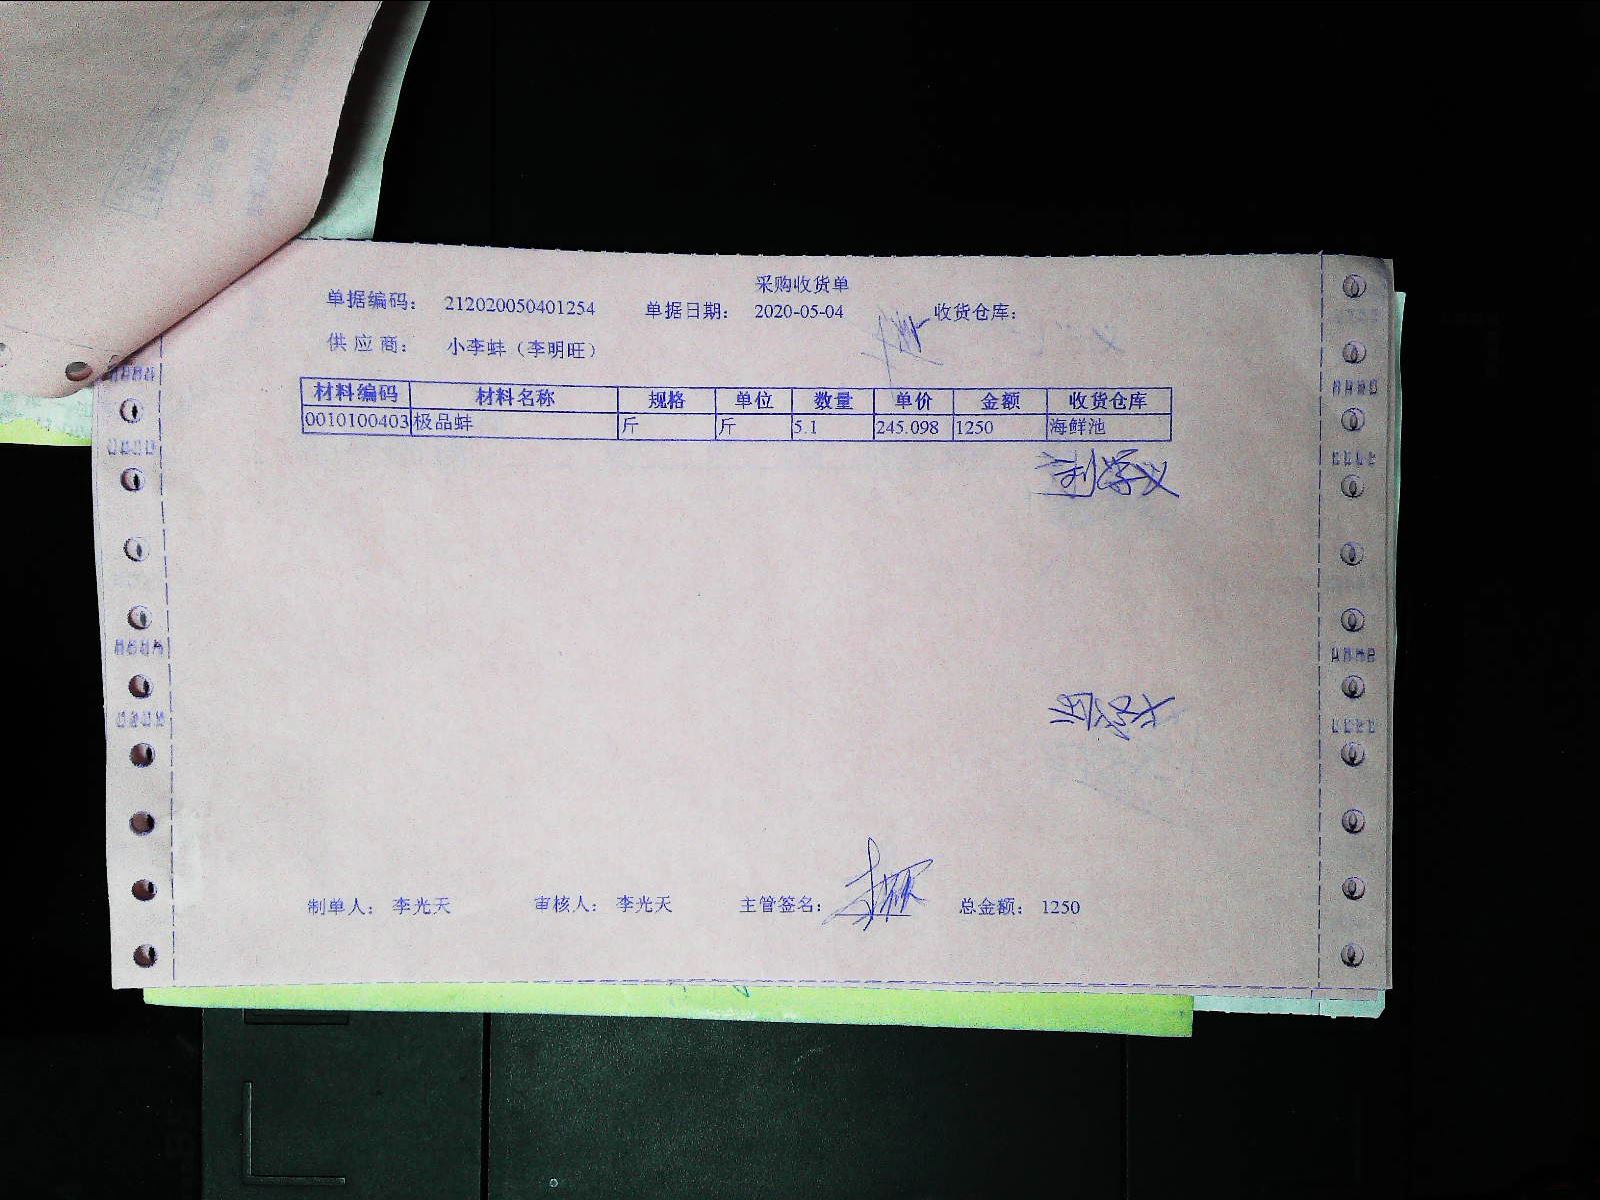 采购收货单
单据编码： 212020050401254 单据日期： 2020-05-04 收货仓库：
供应商： 小李蚌（李明旺）
材料编码 材料名称 规格 单位 数量 单价 金额 收货仓库
0010100403 极品蚌 斤 斤 5.1 245.098 1250 海鲜池
制单人： 李光天 审核人： 李光天 主管签名： 总金额： 1250